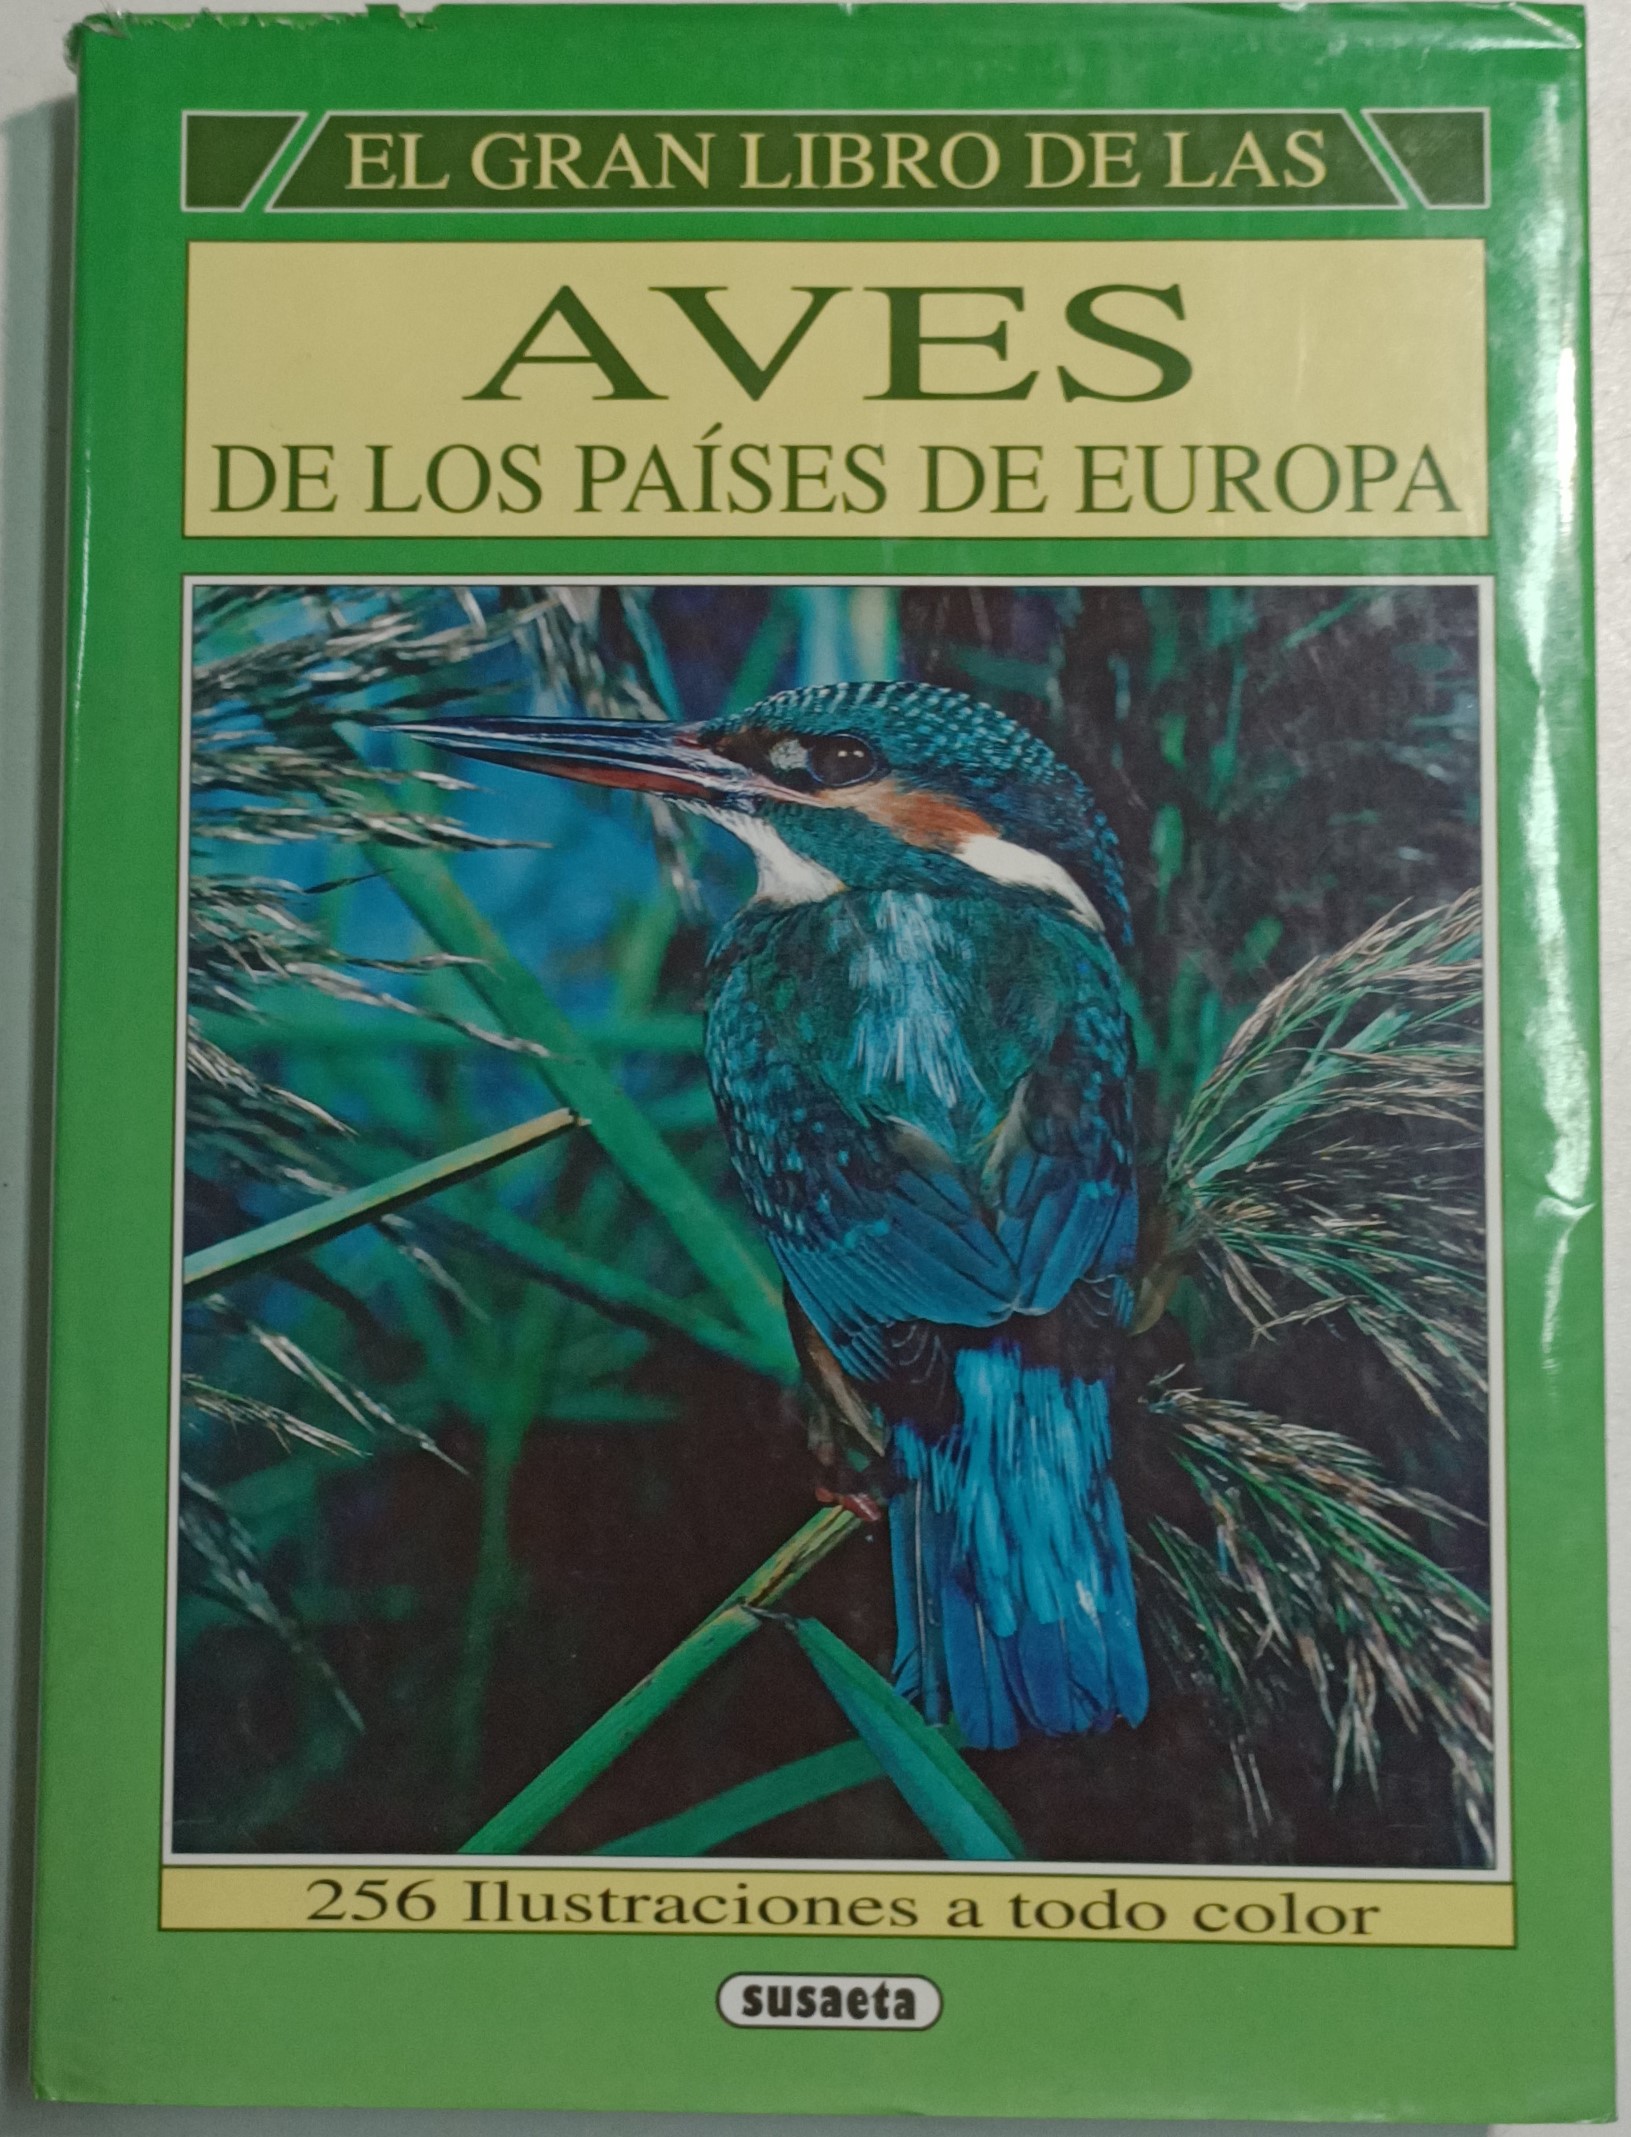 EL GRAN LIBRO DE LAS
AVES
DE LOS PAÍSES DE EUROPA
256 Ilustraciones a todo color
susaeta